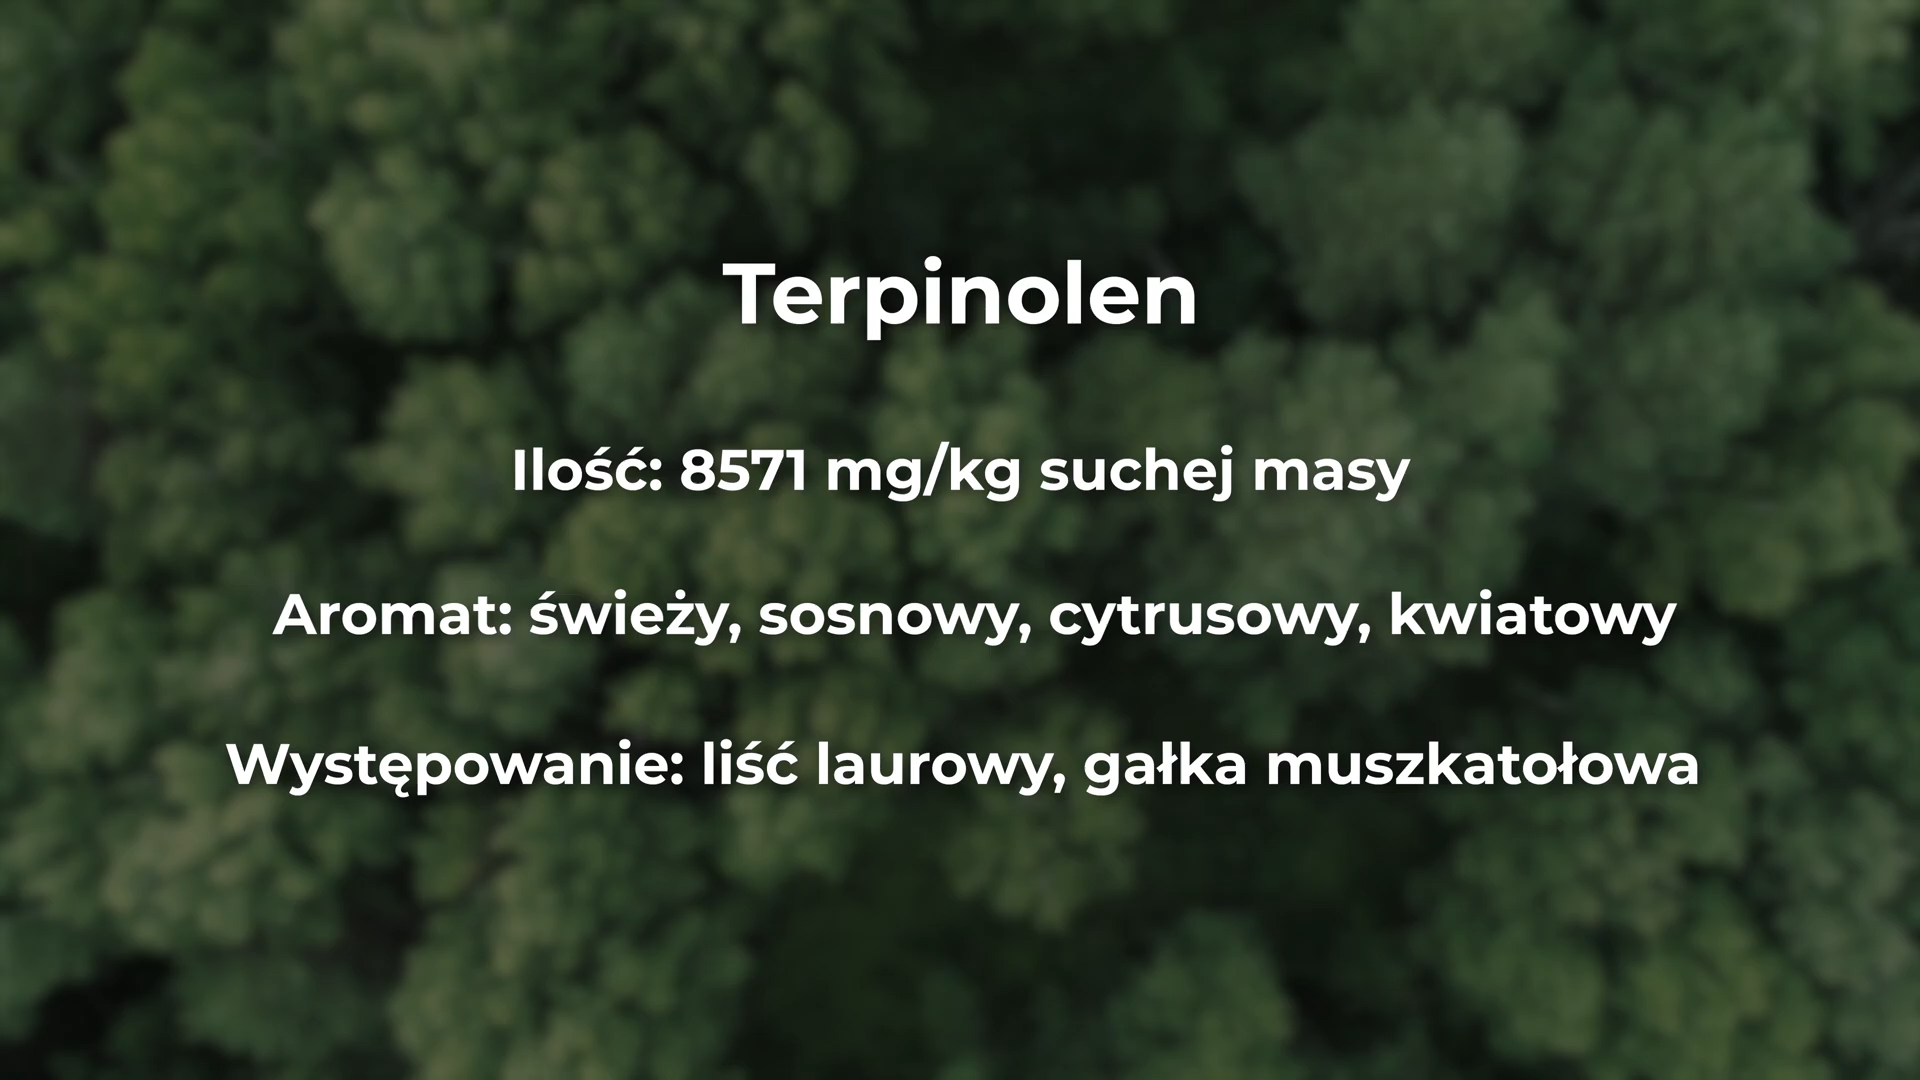 Terpinolen
Ilość: 8571 mg/kg suchej masy
Aromat: świeży, sosnowy, cytrusowy, kwiatowy
Występowanie: liść laurowy, gałka muszkatołowa